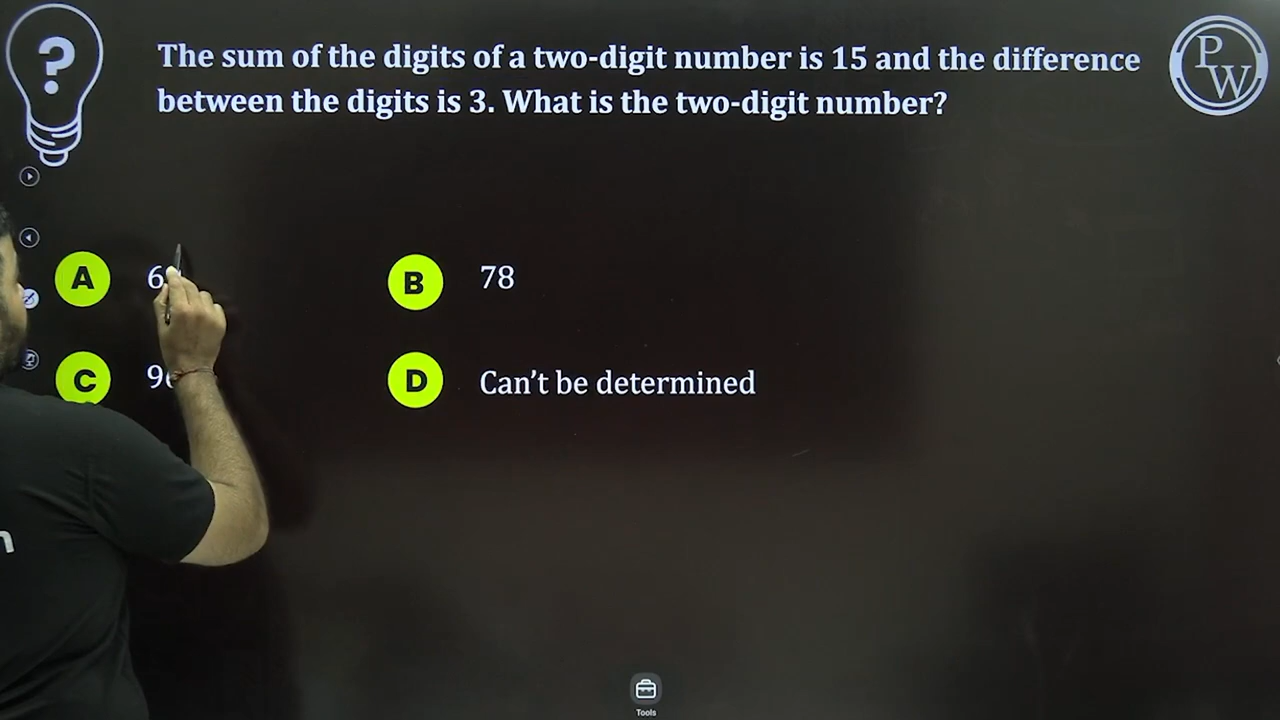 ?
The sum of the digits of a two-digit number is 15 and the difference
between the digits is 3. What is the two-digit number?
PW
A
B 78
C
D Can't be determined
n
Tools